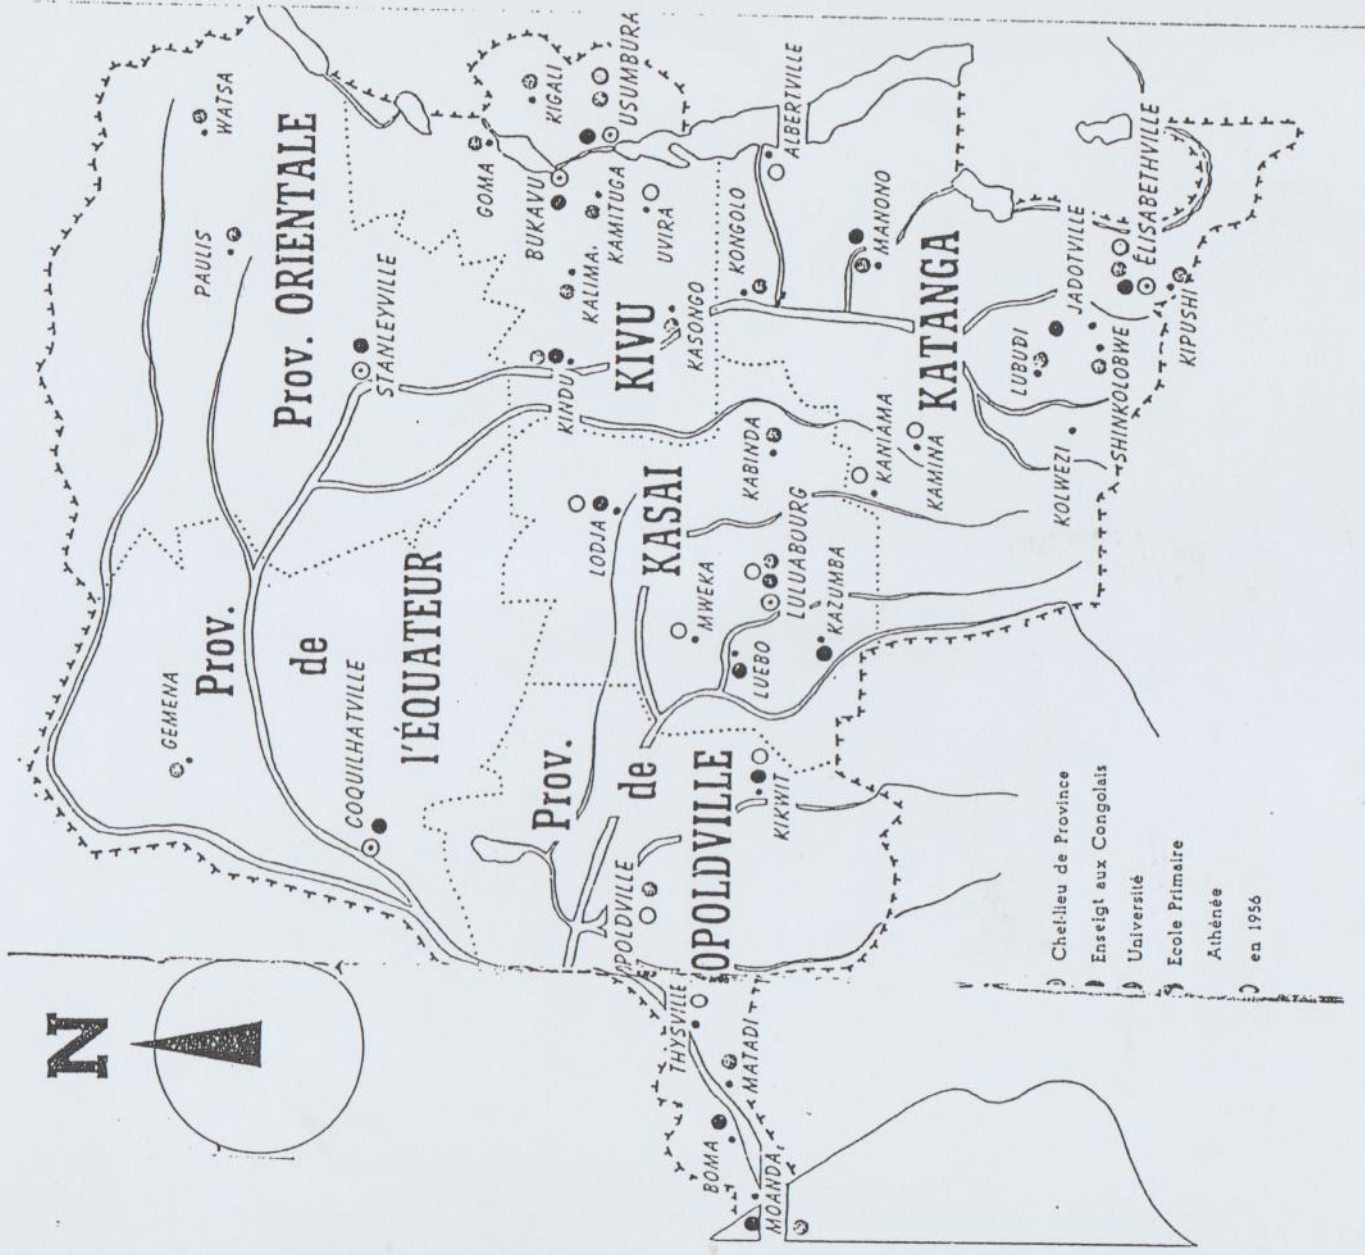 N
WATSA
PAULIS
Prov. ORIENTALE
STANLEYVILLE
GEMENA
Prov.
de
l'ÉQUATEUR
COQUILHATVILLE
GOMA
KIGALI
USUMBURA
BUKAVU
KALIMA.
KAMITUGA
UVIRA
KINDU
KIVU
KASONGO
KONGOLO
ALBERTVILLE
MANONO
KATANGA
LODJA
KASAI
KABINDA
MWEKA
LULUABOURG
LUEBO
KAZUMBA
KANIAMA
KAMINA
LUBUDI
JADOTVILLE
ÉLISABETHVILLE
KOLWEZI
SHINKOLOBWE
KIPUSHI
Prov.
de
OPOLDVILLE
POLDVILLE
KIKWIT
THYSVILLE
MATADI
BOMA
MOANDA
Chef-lieu de Province
Enseigt aux Congolais
Université
Ecole Primaire
Athénée
en 1956